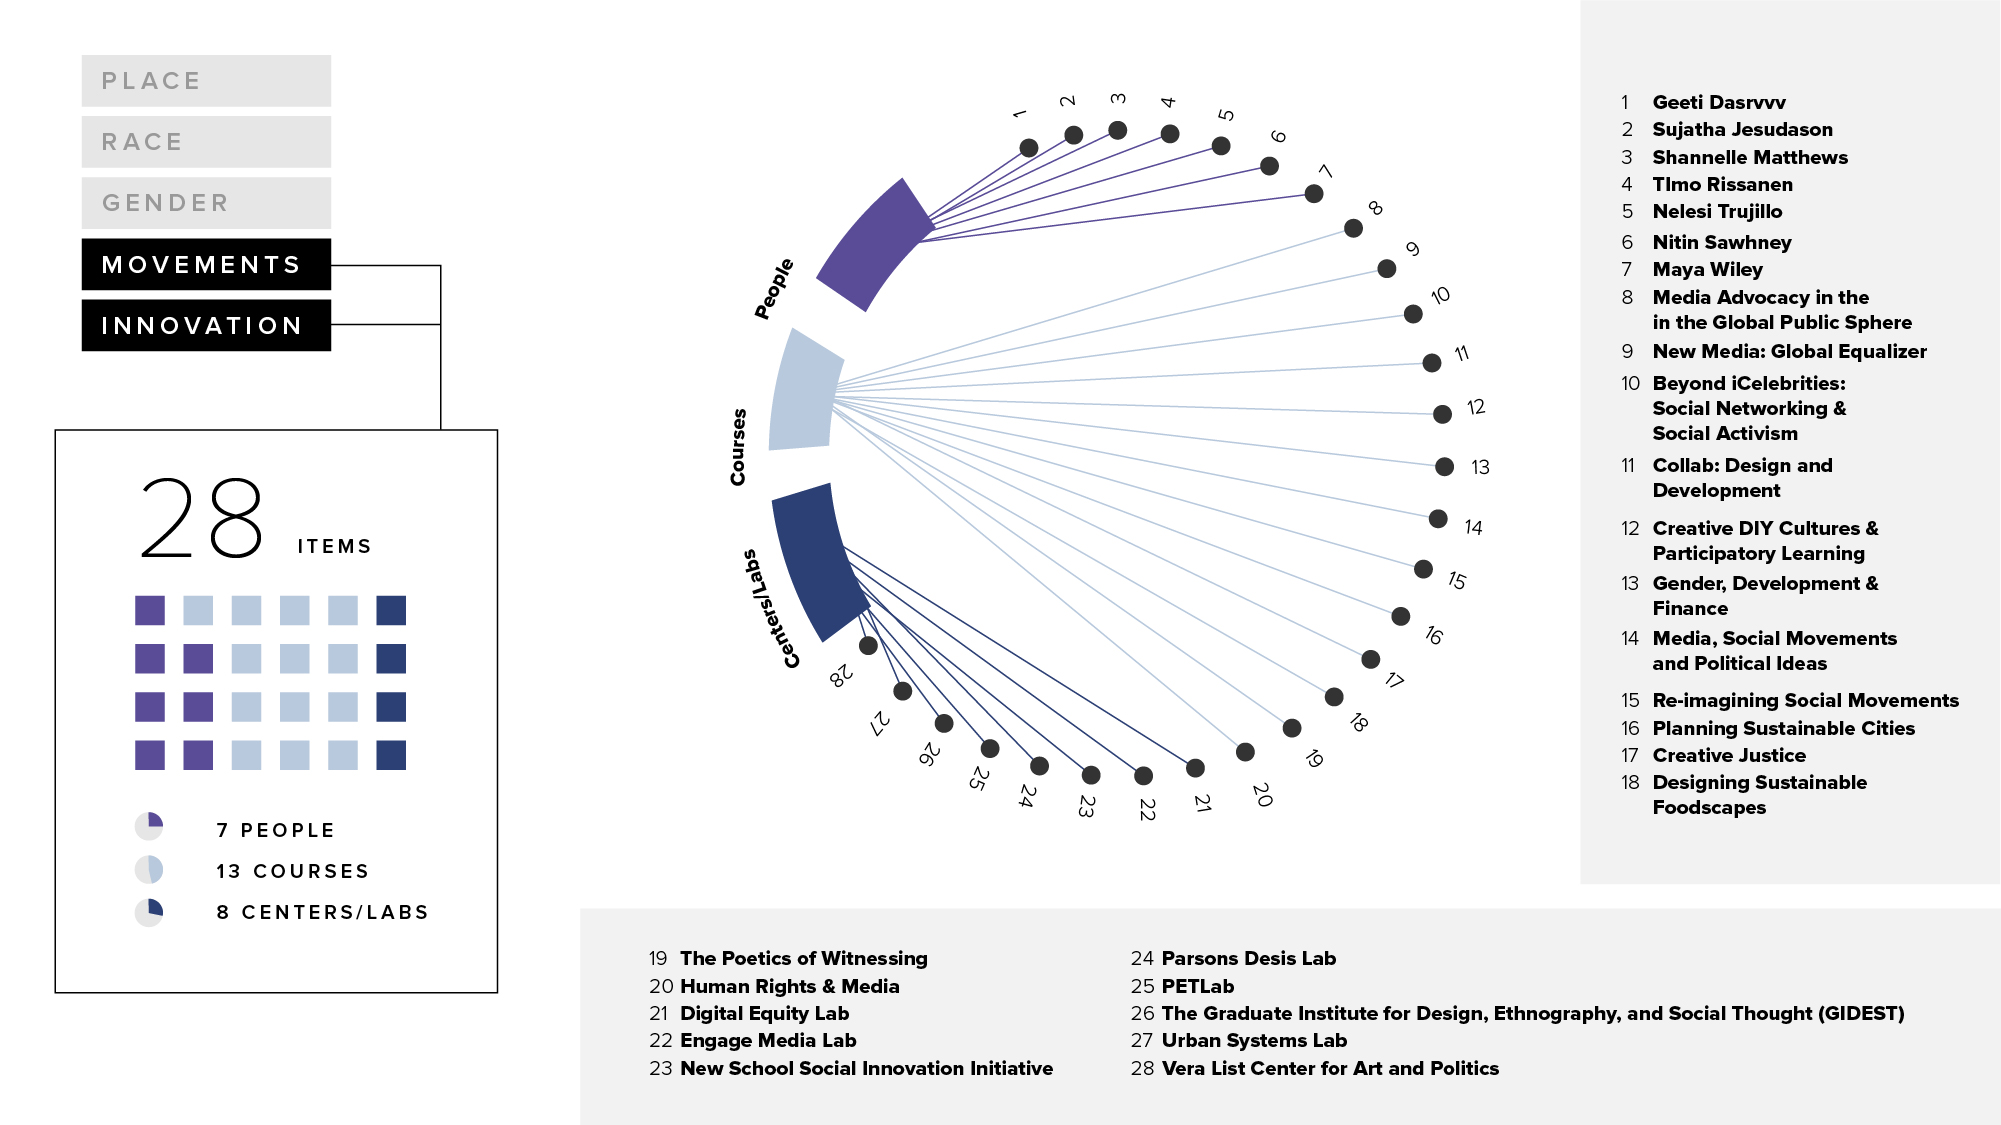 PLACE
RACE
GENDER
MOVEMENTS
INNOVATION
28 ITEMS
7 PEOPLE
13 COURSES
8 CENTERS/LABS
People
Courses
Centers/Labs
1
2
3
4
5
6
7
8
9
10
11
12
13
14
15
16
17
18
19
20
21
22
23
24
25
26
27
28
1 Geeti Dasrvvv
2 Sujatha Jesudason
3 Shannelle Matthews
4 TImo Rissanen
5 Nelesi Trujillo
6 Nitin Sawhney
7 Maya Wiley
8 Media Advocacy in the
in the Global Public Sphere
9 New Media: Global Equalizer
10 Beyond iCelebrities:
Social Networking &
Social Activism
11 Collab: Design and
Development
12 Creative DIY Cultures &
Participatory Learning
13 Gender, Development &
Finance
14 Media, Social Movements
and Political Ideas
15 Re-imagining Social Movements
16 Planning Sustainable Cities
17 Creative Justice
18 Designing Sustainable
Foodscapes
19 The Poetics of Witnessing
20 Human Rights & Media
21 Digital Equity Lab
22 Engage Media Lab
23 New School Social Innovation Initiative
24 Parsons Desis Lab
25 PETLab
26 The Graduate Institute for Design, Ethnography, and Social Thought (GIDEST)
27 Urban Systems Lab
28 Vera List Center for Art and Politics